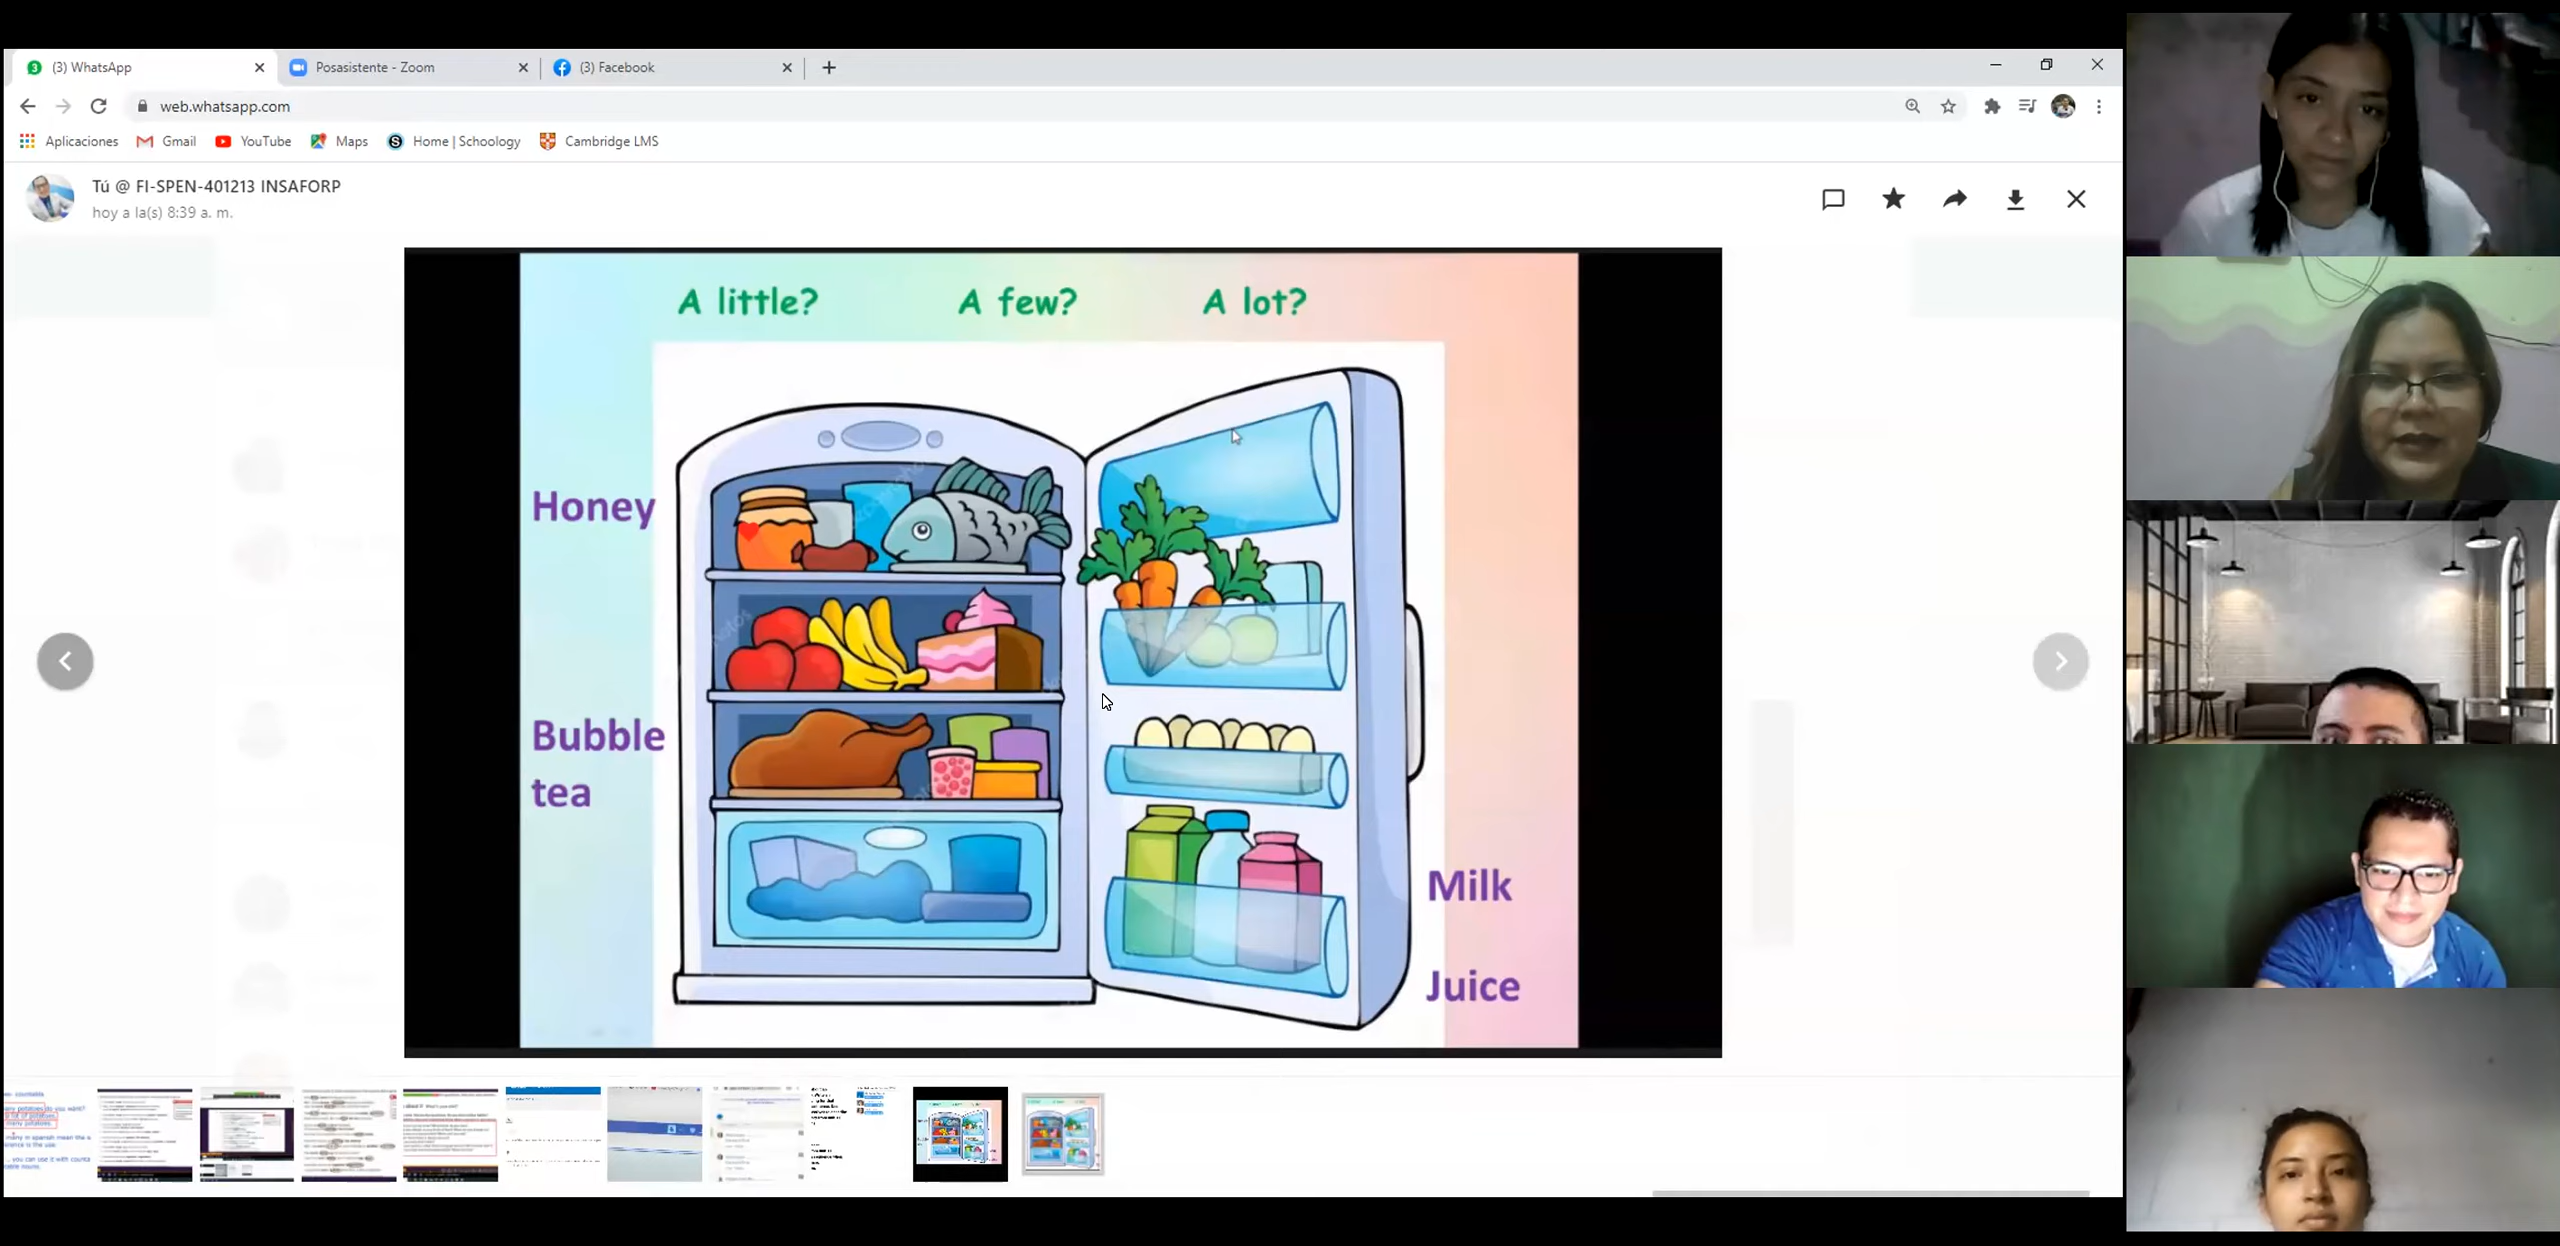 (3) WhatsApp
Posasistente - Zoom
(3) Facebook
web.whatsapp.com
Aplicaciones
Gmail
YouTube
Maps
Home | Schoology
Cambridge LMS
Tú @ FI-SPEN-401213 INSAFORP
hoy a la(s) 8:39 a. m.
A little? A few? A lot?
Honey
Bubble
tea
Milk
Juice